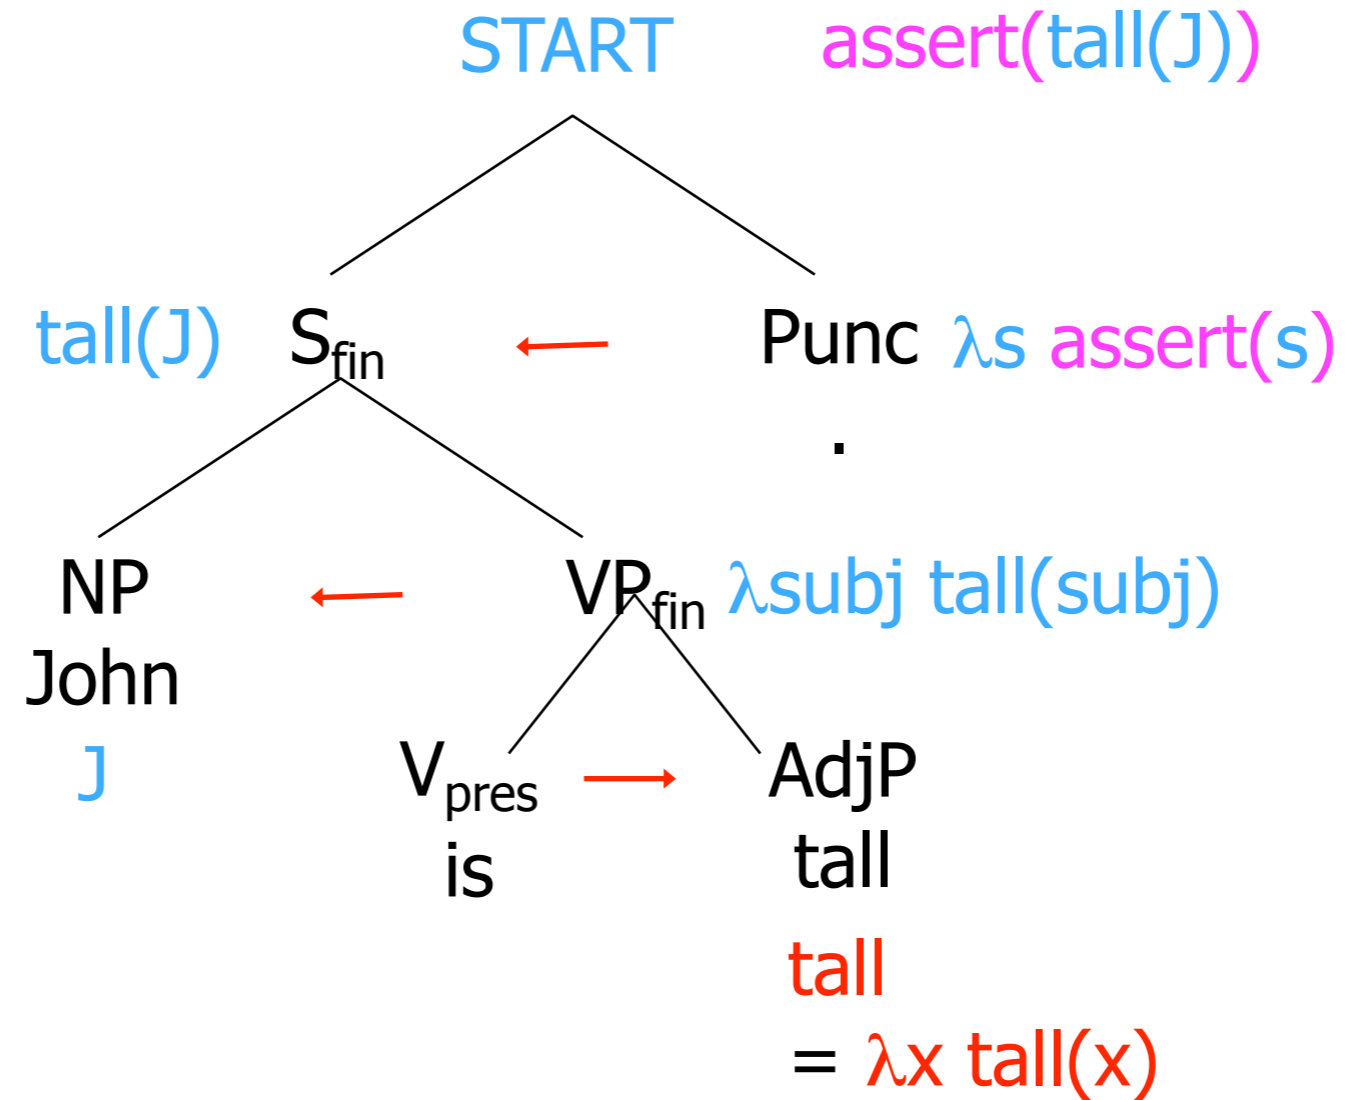 START assert(tall(J))
tall(J) Sfin Punc λs assert(s)
.
NP VPfin λsubj tall(subj)
John
J Vpres AdjP
is tall
tall
= λx tall(x)